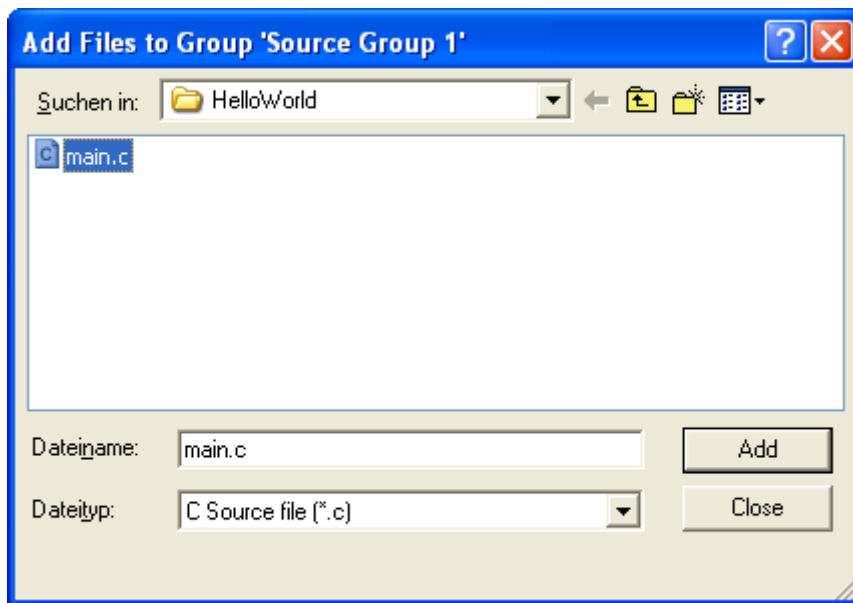 Add Files to Group 'Source Group 1'
Suchen in: HelloWorld
main.c
Dateiname: main.c Add
Dateityp: C Source file (*.c) Close